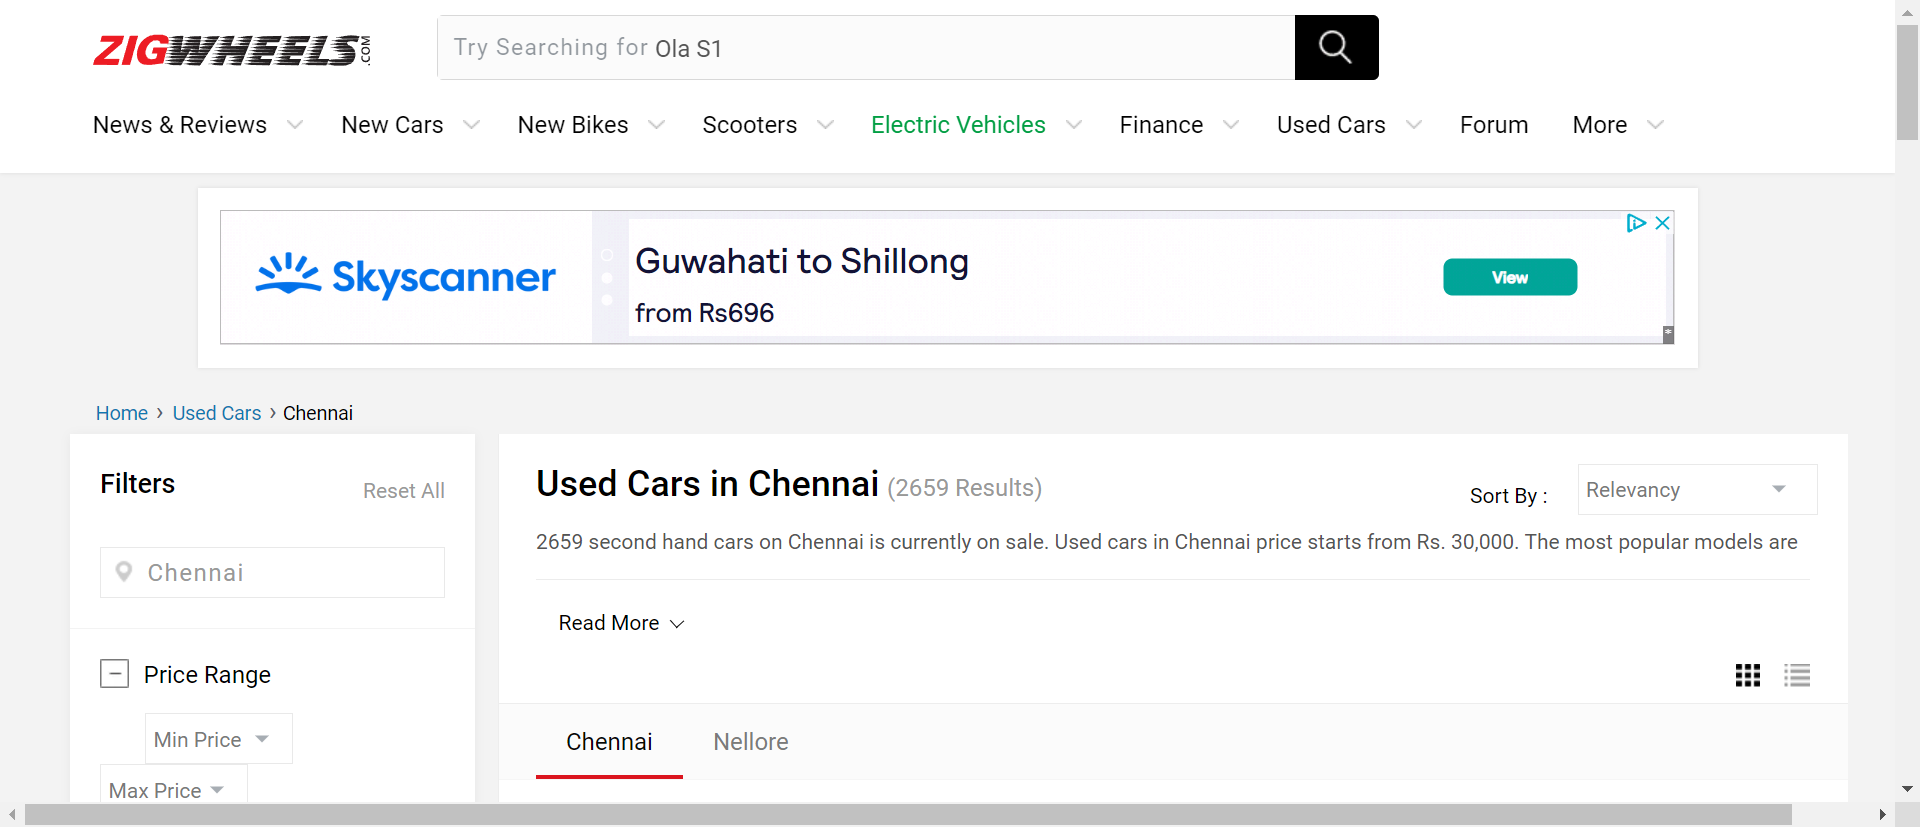 ZIGWHEELS.COM
Try Searching for Ola S1
News & Reviews New Cars New Bikes Scooters Electric Vehicles Finance Used Cars Forum More
Skyscanner
Guwahati to Shillong
from Rs696
View
Home › Used Cars › Chennai
Filters
Reset All
Chennai
Price Range
Min Price
Max Price
Used Cars in Chennai (2659 Results)
Sort By :
Relevancy
2659 second hand cars on Chennai is currently on sale. Used cars in Chennai price starts from Rs. 30,000. The most popular models are
Read More
Chennai Nellore